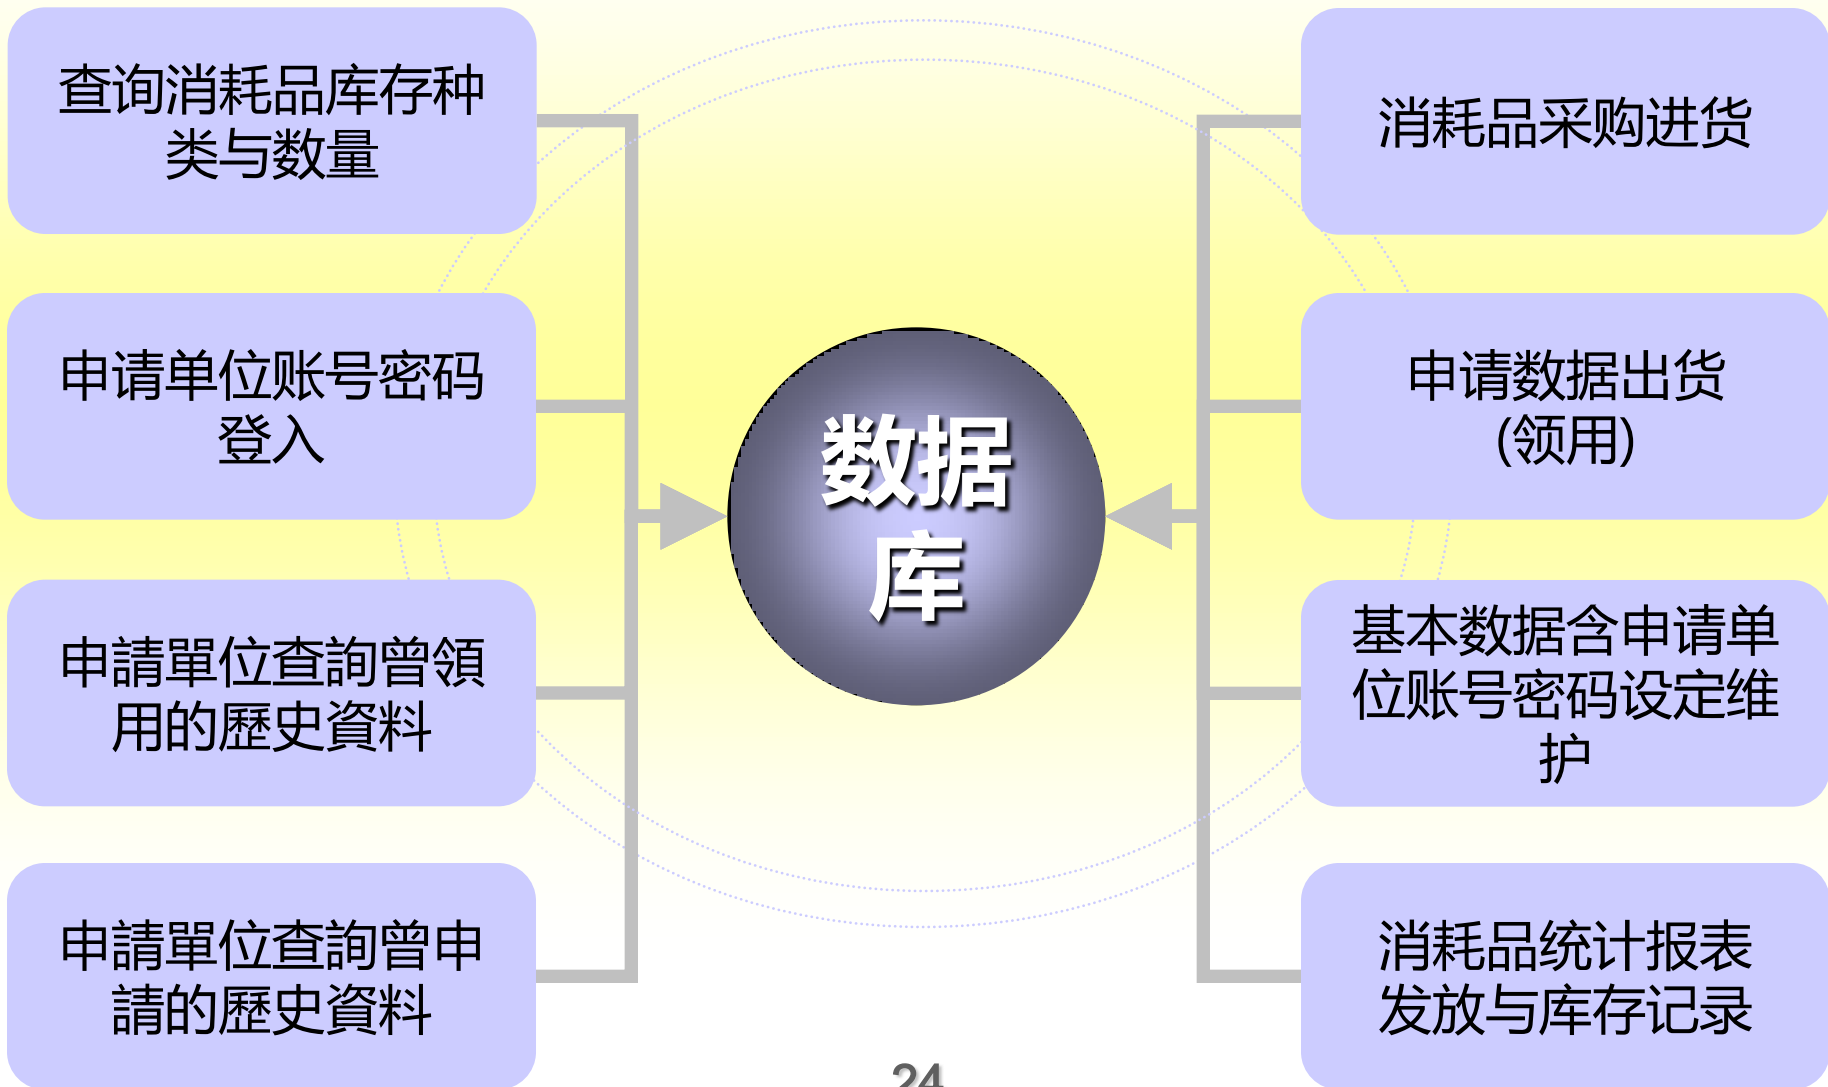 查询消耗品库存种
类与数量
申请单位账号密码
登入
申請單位查詢曾領
用的歷史資料
申請單位查詢曾申
請的歷史資料
数据
库
消耗品采购进货
申请数据出货
(领用)
基本数据含申请单
位账号密码设定维
护
消耗品统计报表
发放与库存记录
24